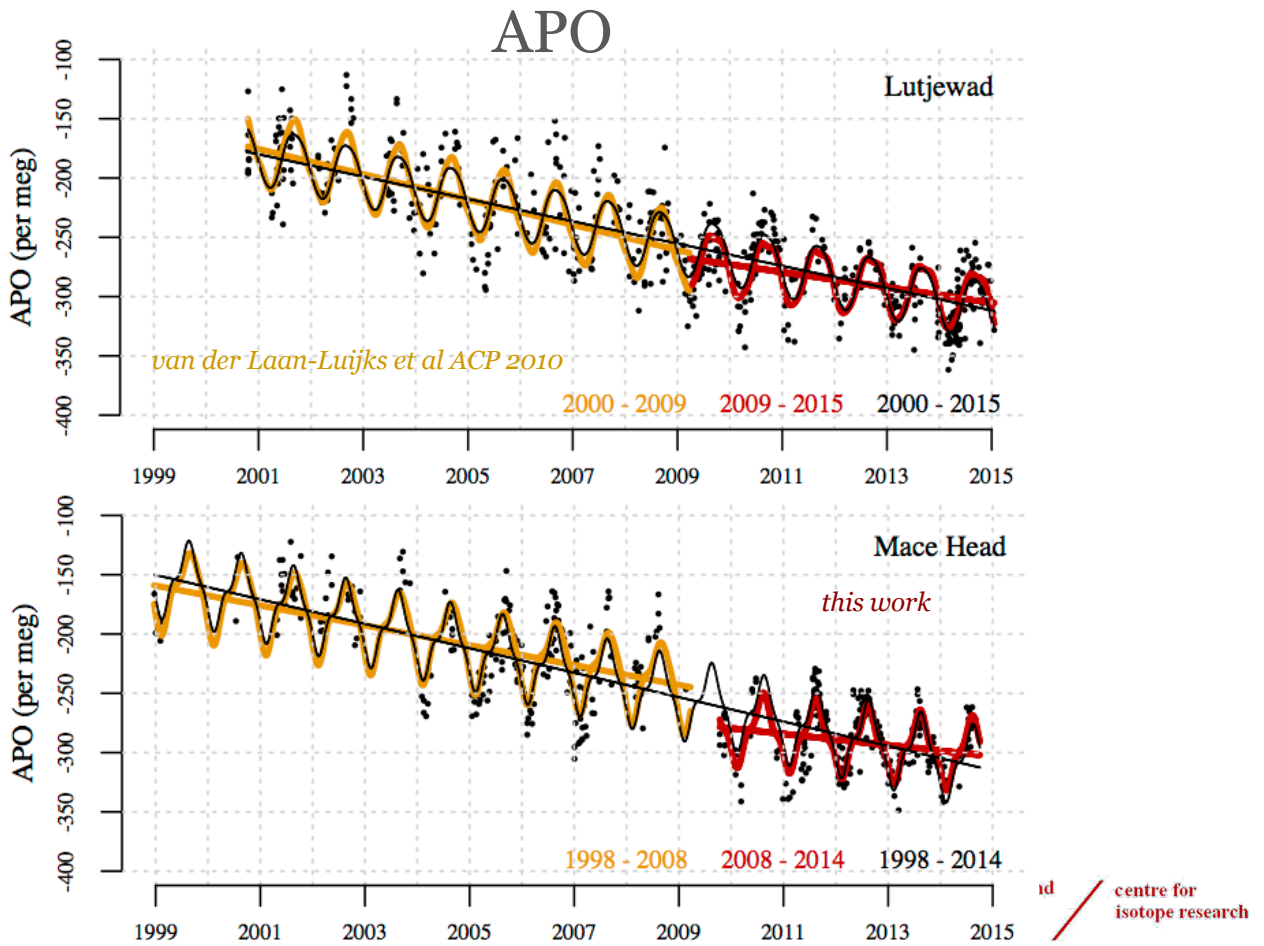 APO
Lutjewad
APO (per meg)
-100
-150
-200
-250
-300
-350
-400
van der Laan-Luijks et al ACP 2010
2000 - 2009 2009 - 2015 2000 - 2015
1999 2001 2003 2005 2007 2009 2011 2013 2015
Mace Head
this work
APO (per meg)
-100
-150
-200
-250
-300
-350
-400
1998 - 2008 2008 - 2014 1998 - 2014
1999 2001 2003 2005 2007 2009 2011 2013 2015
centre for
isotope research